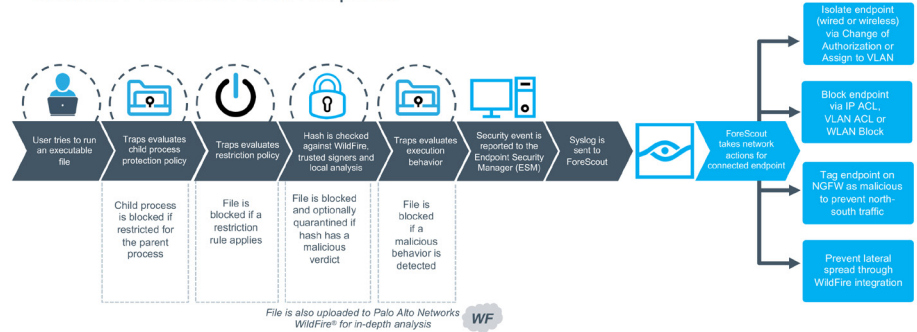 User tries to run
an executable
file
Traps evaluates
child process
protection policy
Traps evaluates
restriction policy
Hash is checked
against WildFire,
trusted signers and
local analysis
Traps evaluates
execution
behavior
Security event is
reported to the
Endpoint Security
Manager (ESM)
Syslog is
sent to
ForeScout
ForeScout
takes network
actions for
connected endpoint
Child process
is blocked if
restricted for
the parent
process
File is
blocked if a
restriction
rule applies
File is blocked
and optionally
quarantined if
hash has a
malicious
verdict
File is
blocked
if a
malicious
behavior is
detected
File is also uploaded to Palo Alto Networks
WildFire® for in-depth analysis
WF
Isolate endpoint
(wired or wireless)
via Change of
Authorization or
Assign to VLAN
Block endpoint
via IP ACL,
VLAN ACL or
WLAN Block
Tag endpoint on
NGFW as malicious
to prevent north-
south traffic
Prevent lateral
spread through
WildFire integration